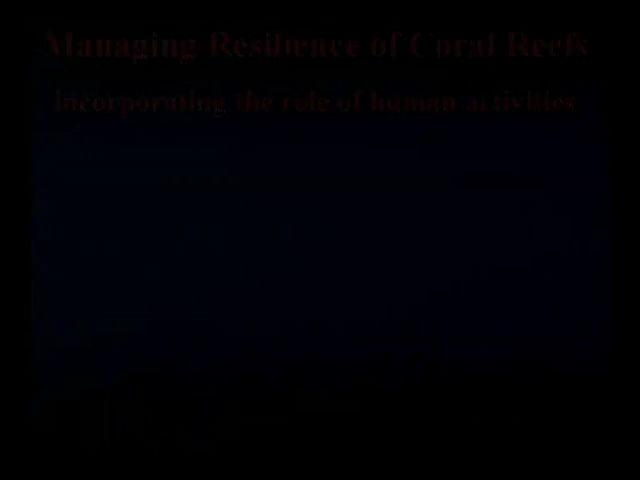 Managing Resilience of Coral Reefs
incorporating the role of human activities